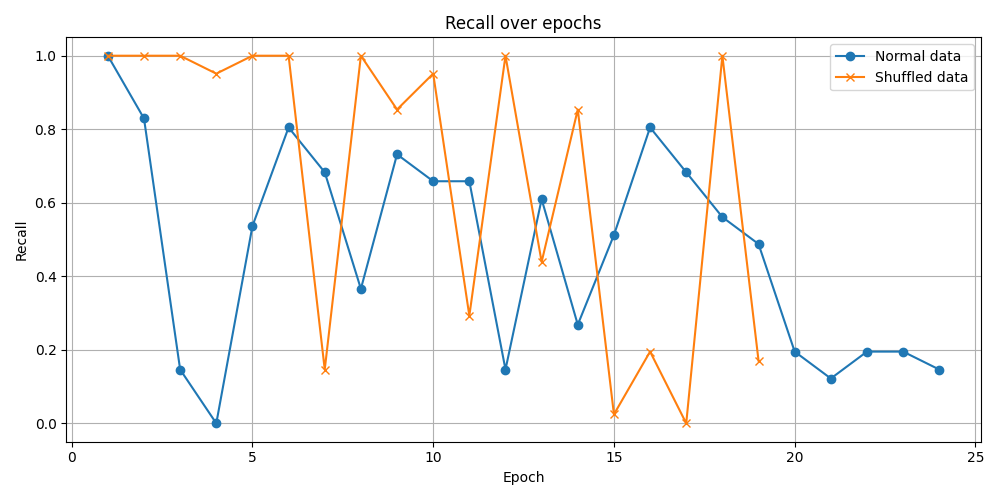 Recall over epochs
Normal data
Shuffled data
Recall
1.0
0.8
0.6
0.4
0.2
0.0
0 5 10 15 20 25
Epoch